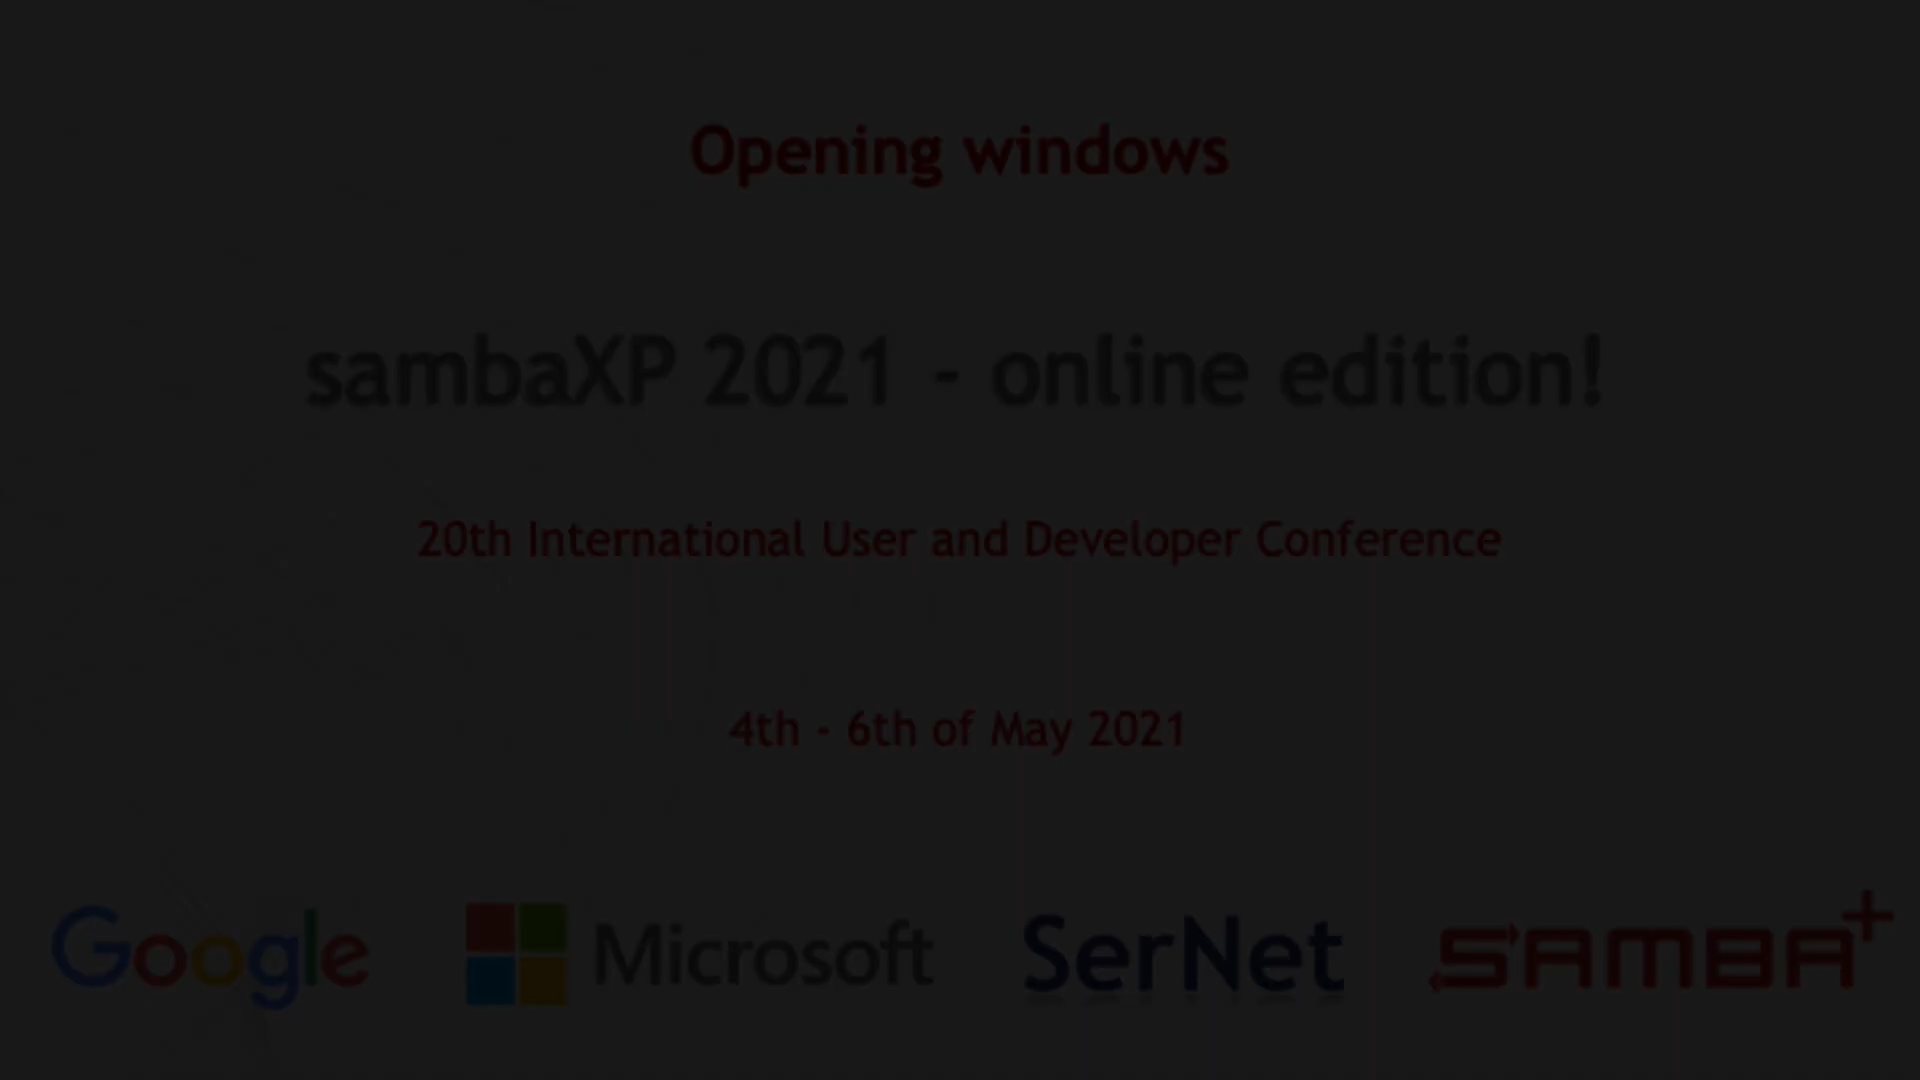 Opening windows
sambaXP 2021 - online edition!
20th International User and Developer Conference
4th - 6th of May 2021
Google Microsoft SerNet SAMBA+